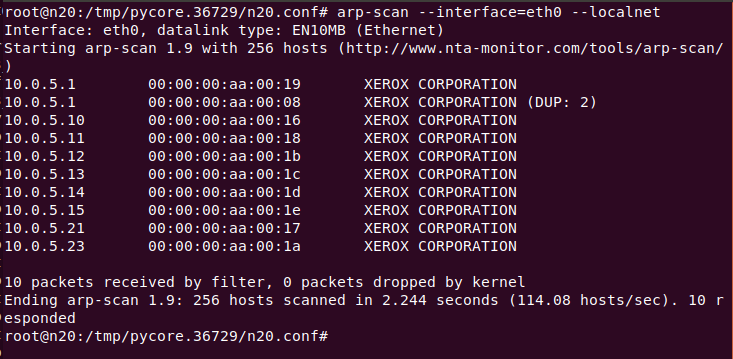 root@n20:/tmp/pycore.36729/n20.conf# arp-scan --interface=eth0 --localnet
Interface: eth0, datalink type: EN10MB (Ethernet)
Starting arp-scan 1.9 with 256 hosts (http://www.nta-monitor.com/tools/arp-scan/
)
10.0.5.1 00:00:00:aa:00:19 XEROX CORPORATION
10.0.5.1 00:00:00:aa:00:08 XEROX CORPORATION (DUP: 2)
10.0.5.10 00:00:00:aa:00:16 XEROX CORPORATION
10.0.5.11 00:00:00:aa:00:18 XEROX CORPORATION
10.0.5.12 00:00:00:aa:00:1b XEROX CORPORATION
10.0.5.13 00:00:00:aa:00:1c XEROX CORPORATION
10.0.5.14 00:00:00:aa:00:1d XEROX CORPORATION
10.0.5.15 00:00:00:aa:00:1e XEROX CORPORATION
10.0.5.21 00:00:00:aa:00:17 XEROX CORPORATION
10.0.5.23 00:00:00:aa:00:1a XEROX CORPORATION
10 packets received by filter, 0 packets dropped by kernel
Ending arp-scan 1.9: 256 hosts scanned in 2.244 seconds (114.08 hosts/sec). 10 r
esponded
root@n20:/tmp/pycore.36729/n20.conf#